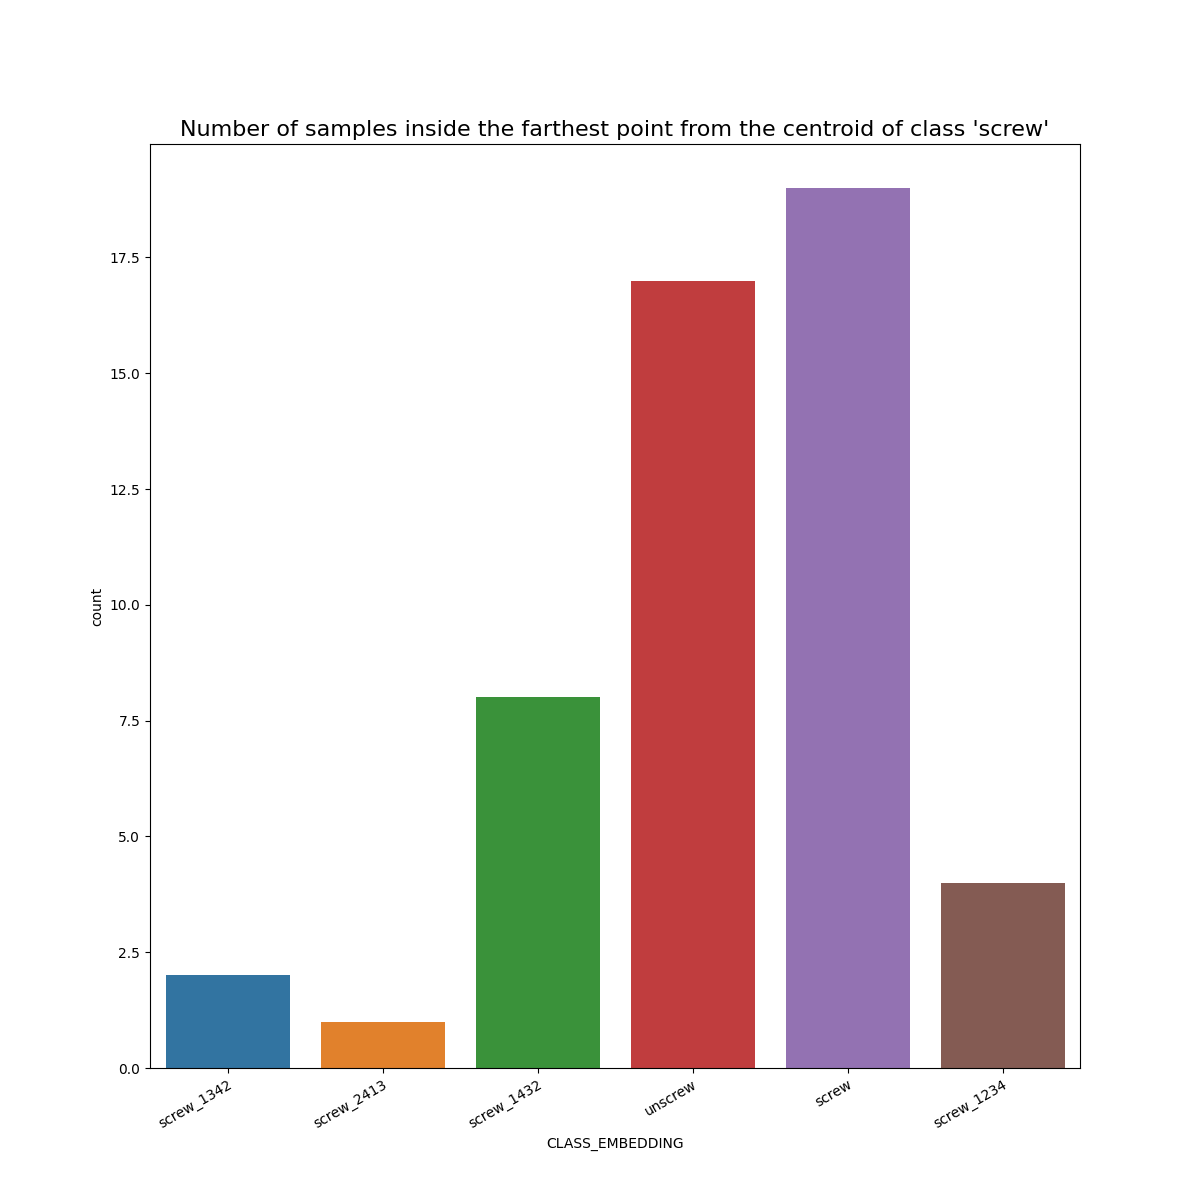 Number of samples inside the farthest point from the centroid of class 'screw'
17.5
15.0
12.5
10.0
7.5
5.0
2.5
0.0
count
screw_1342
screw_2413
screw_1432
unscrew
screw
screw_1234
CLASS_EMBEDDING